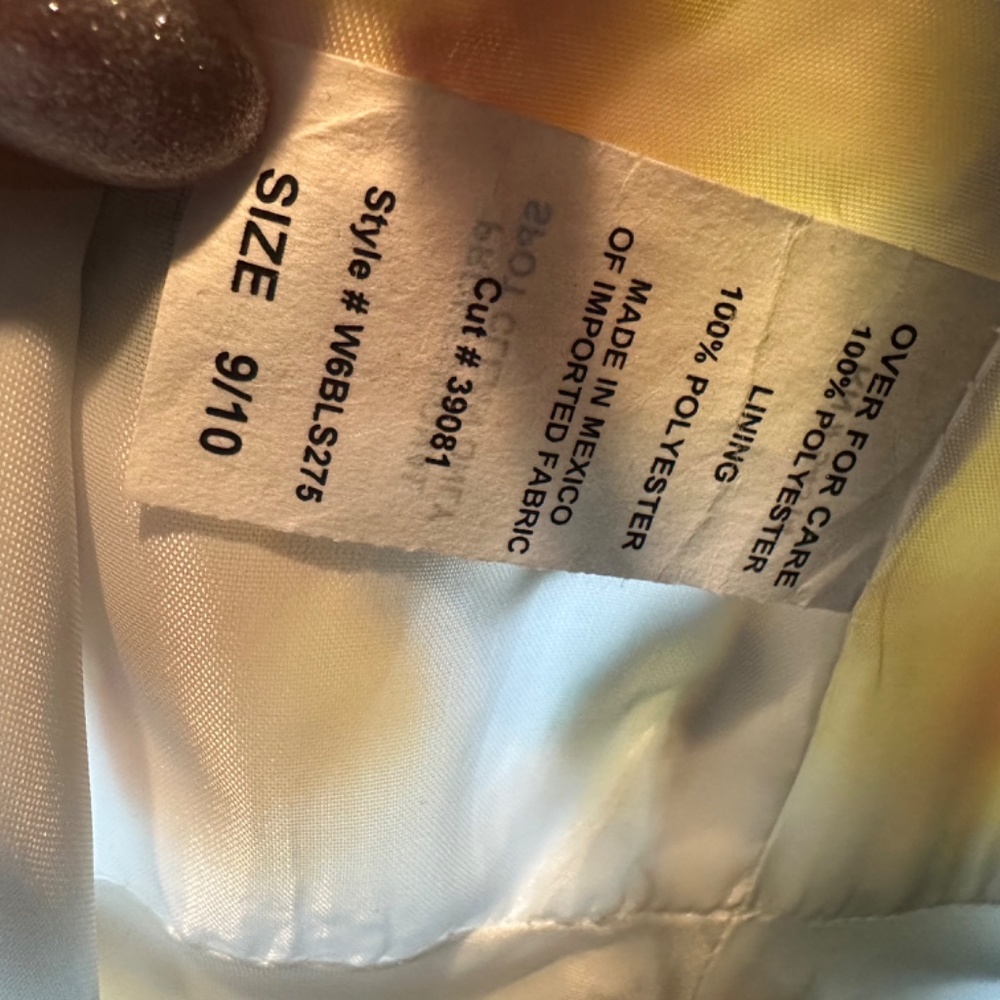 OVER FOR CARE
100% POLYESTER
LINING
100% POLYESTER
MADE IN MEXICO
OF IMPORTED FABRIC
Cut # 39081
Style # W6BLS275
SIZE 9/10